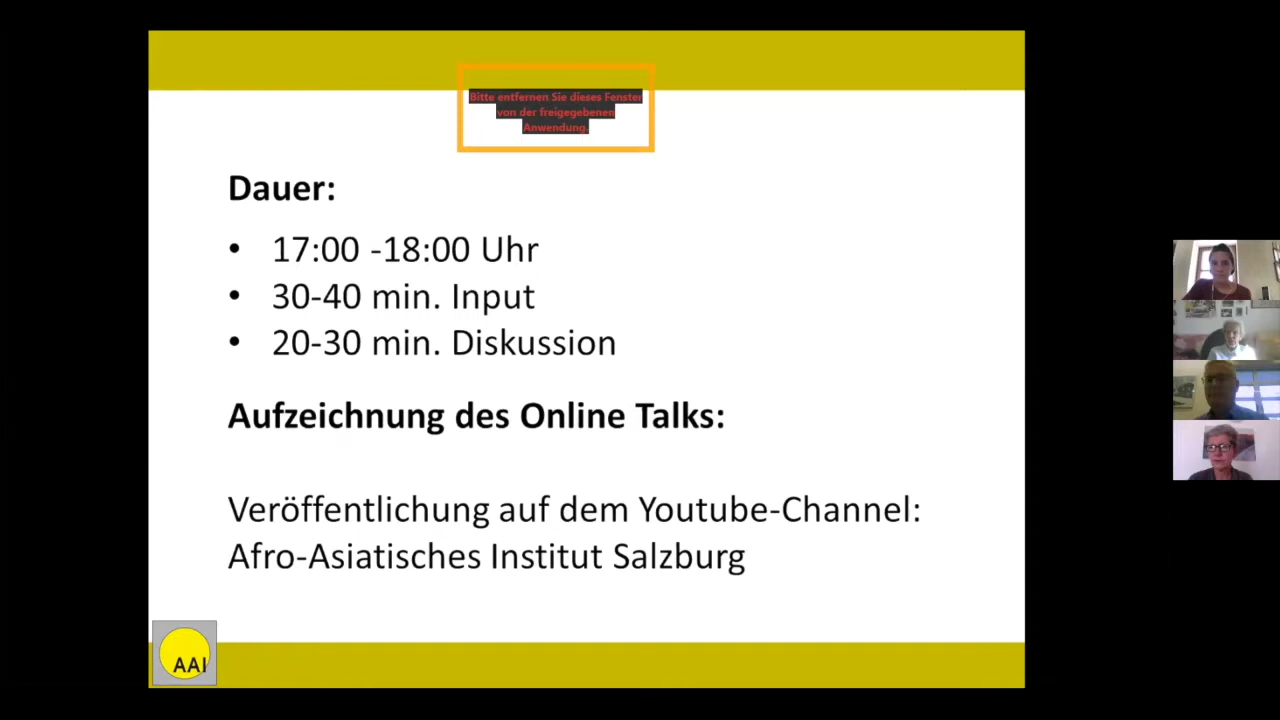 Bitte entfernen Sie dieses Fenster
von der freigegebenen
Anwendung.
Dauer:
• 17:00 -18:00 Uhr
• 30-40 min. Input
• 20-30 min. Diskussion
Aufzeichnung des Online Talks:
Veröffentlichung auf dem Youtube-Channel:
Afro-Asiatisches Institut Salzburg
AAI